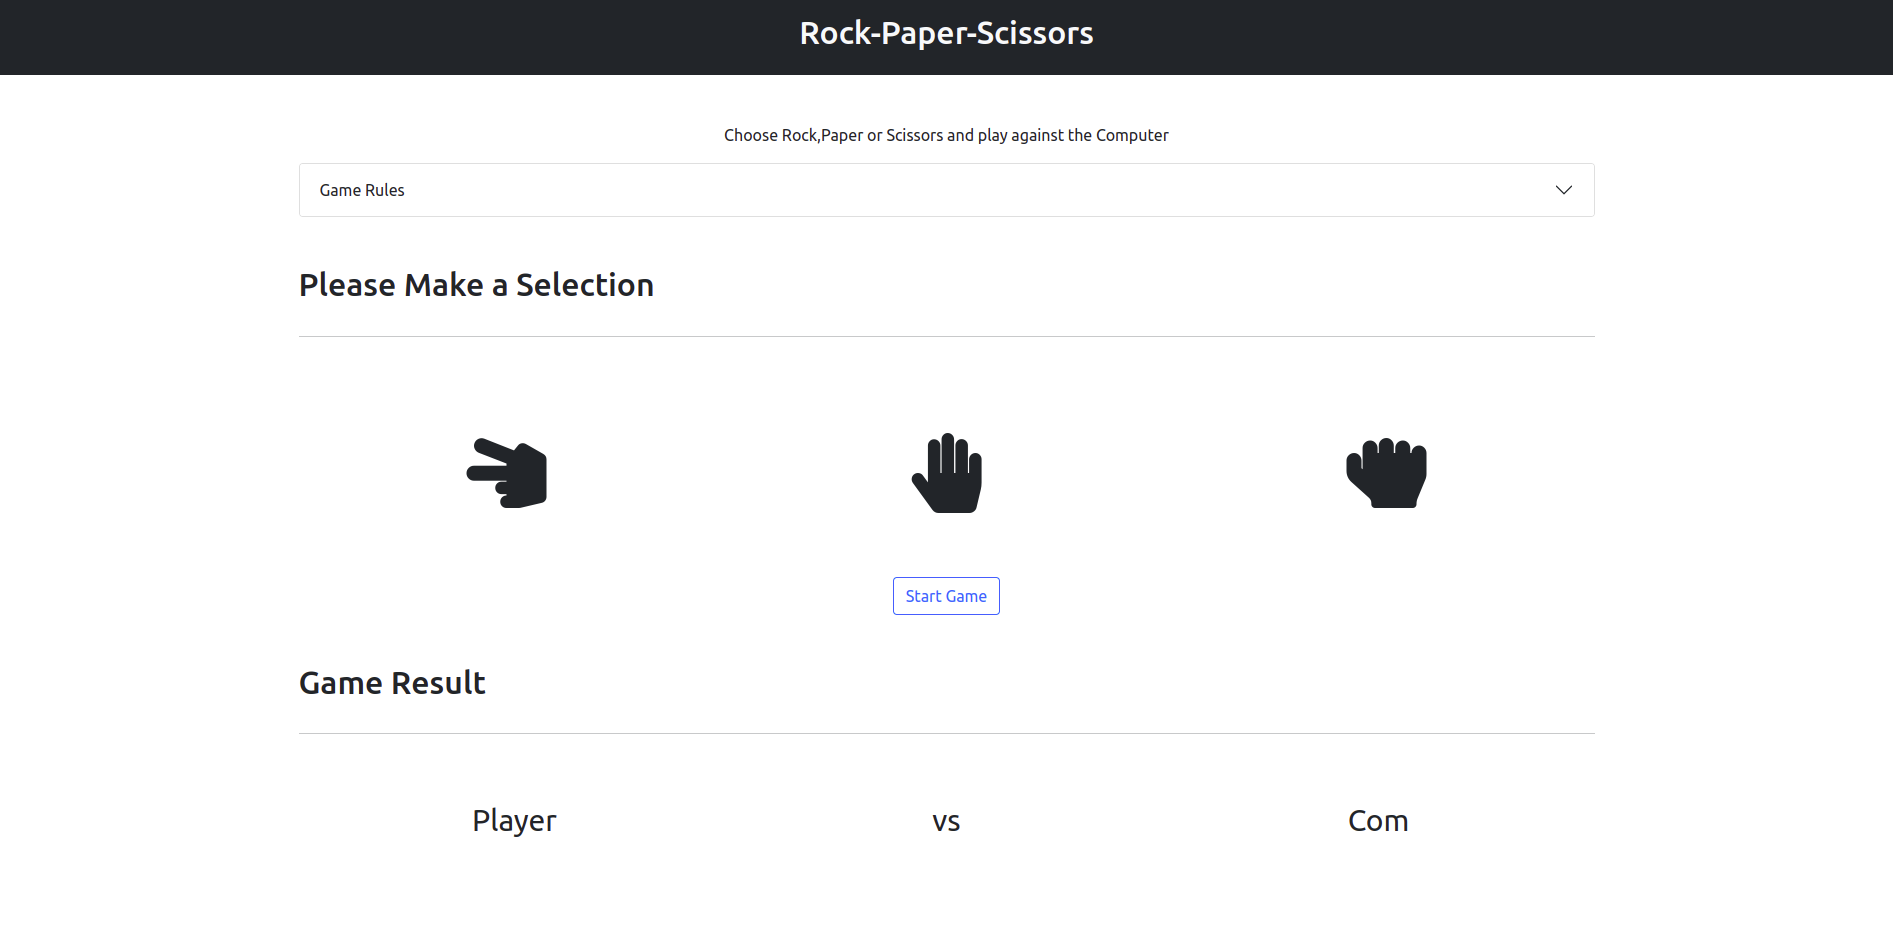 Rock-Paper-Scissors
Choose Rock,Paper or Scissors and play against the Computer
Game Rules
Please Make a Selection
Start Game
Game Result
Player vs Com